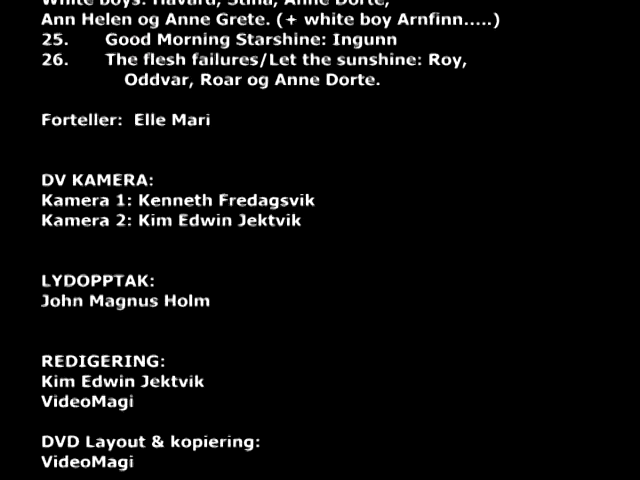 White boys: Håvard, Stina, Anne Dorte,
Ann Helen og Anne Grete. (+ white boy Arnfinn.....)
25. Good Morning Starshine: Ingunn
26. The flesh failures/Let the sunshine: Roy,
Oddvar, Roar og Anne Dorte.
Forteller: Elle Mari
DV KAMERA:
Kamera 1: Kenneth Fredagsvik
Kamera 2: Kim Edwin Jektvik
LYDOPPTAK:
John Magnus Holm
REDIGERING:
Kim Edwin Jektvik
VideoMagi
DVD Layout & kopiering:
VideoMagi